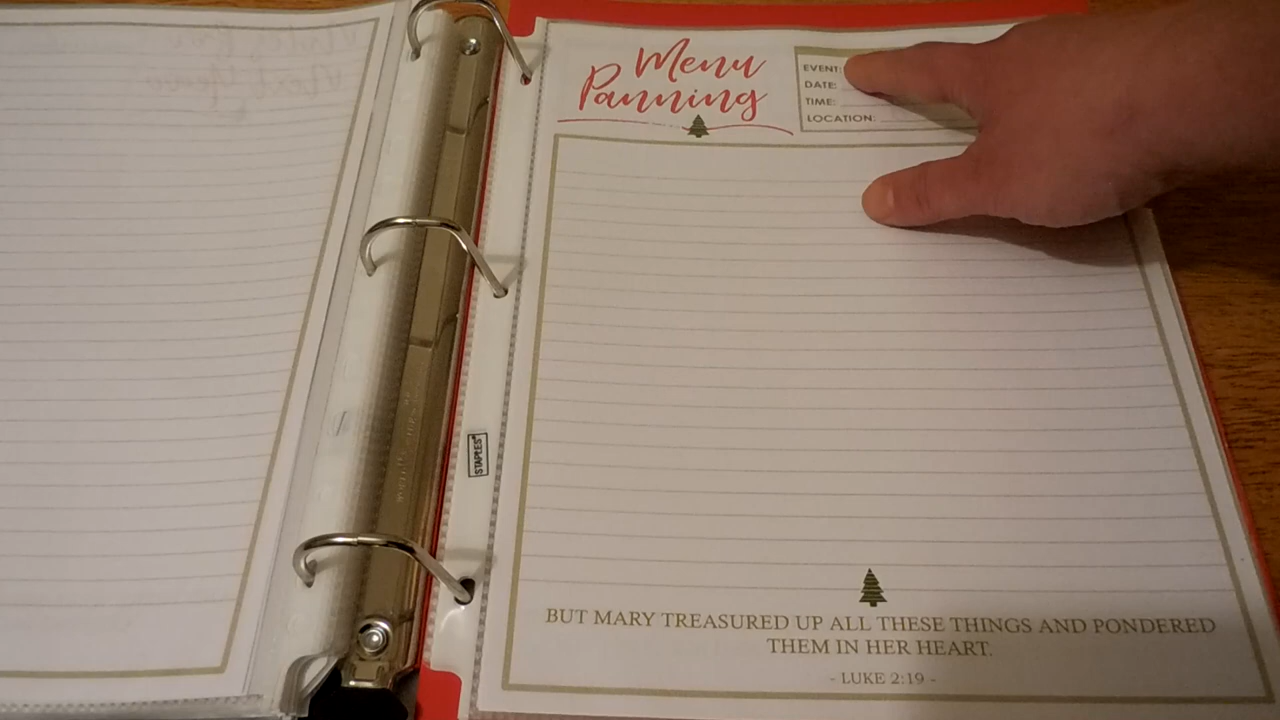 Menu
Panning
EVENT:
DATE:
TIME:
LOCATION:
STAPLES
BUT MARY TREASURED UP ALL THESE THINGS AND PONDERED
THEM IN HER HEART.
- LUKE 2:19 -